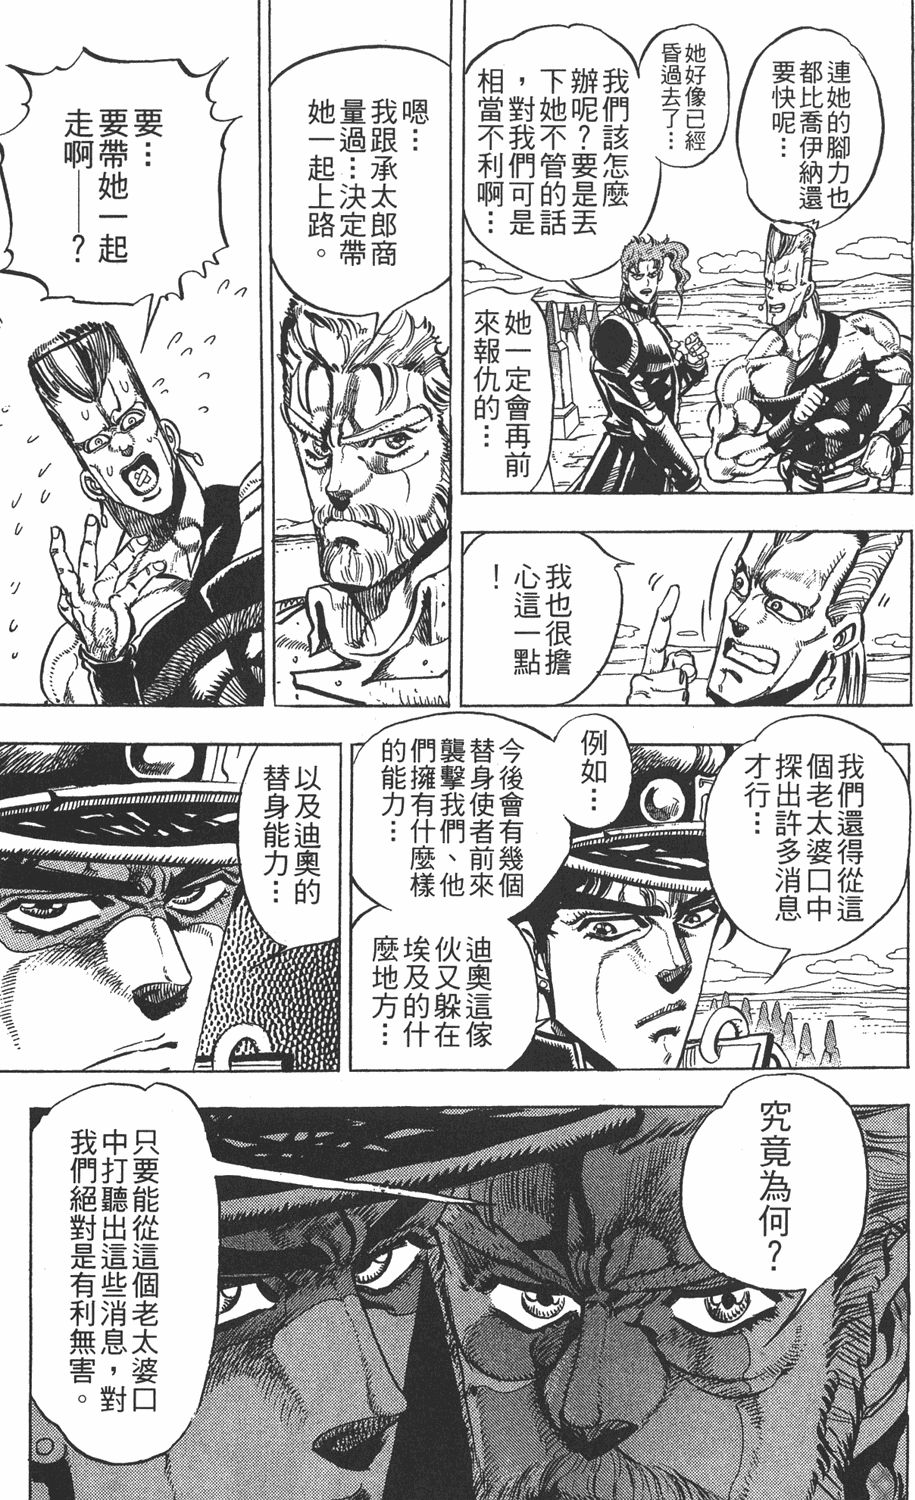 連她的腳力也
都比喬伊納還
要快呢…
她好像已經
昏過去了…
我們該怎麼
辦呢？要是丟
下她不管的話
，對我們可是
相當不利啊…
她一定會再前
來報仇的…
嗯…
我跟承太郎商
量過…決定帶
她一起上路。
要…
要帶她一起
走啊——？
我也很擔
心這一點
！
我們還得從這
個老太婆口中
探出許多消息
才行…
例如…
今後會有幾個
替身使者前來
襲擊我們、他
們擁有什麼樣
的能力…
迪奧這傢
伙又躲在
埃及的什
麼地方…
以及迪奧的
替身能力…
究竟為何？
只要能從這個老太婆口
中打聽出這些消息，對
我們絕對是有利無害。